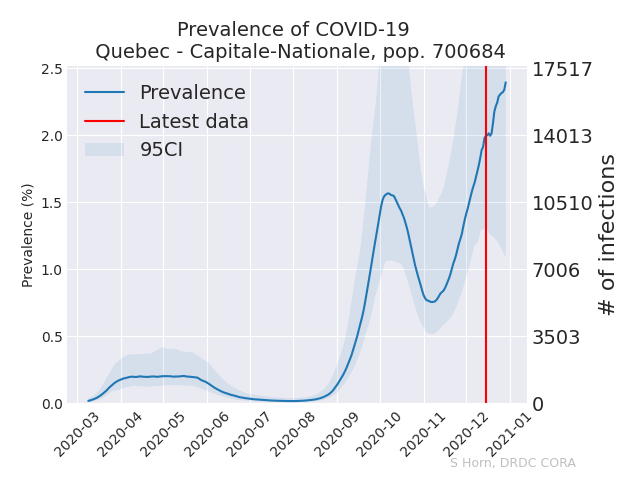 Prevalence of COVID-19
Quebec - Capitale-Nationale, pop. 700684
2.5
2.0
1.5
1.0
0.5
0.0
Prevalence (%)
Prevalence
Latest data
95CI
17517
14013
10510
7006
3503
0
# of infections
2020-03
2020-04
2020-05
2020-06
2020-07
2020-08
2020-09
2020-10
2020-11
2020-12
2021-01
S Horn, DRDC CORA